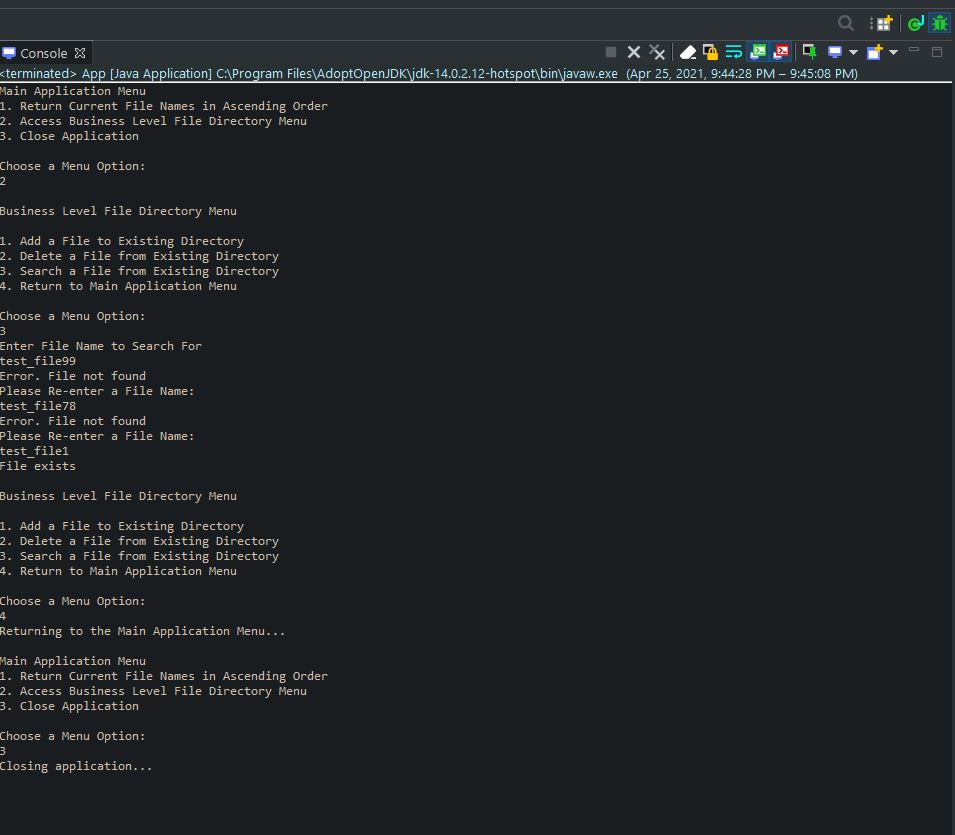 Console
<terminated> App [Java Application] C:\Program Files\AdoptOpenJDK\jdk-14.0.2.12-hotspot\bin\javaw.exe (Apr 25, 2021, 9:44:28 PM – 9:45:08 PM)
Main Application Menu
1. Return Current File Names in Ascending Order
2. Access Business Level File Directory Menu
3. Close Application
Choose a Menu Option:
2
Business Level File Directory Menu
1. Add a File to Existing Directory
2. Delete a File from Existing Directory
3. Search a File from Existing Directory
4. Return to Main Application Menu
Choose a Menu Option:
3
Enter File Name to Search For
test_file99
Error. File not found
Please Re-enter a File Name:
test_file78
Error. File not found
Please Re-enter a File Name:
test_file1
File exists
Business Level File Directory Menu
1. Add a File to Existing Directory
2. Delete a File from Existing Directory
3. Search a File from Existing Directory
4. Return to Main Application Menu
Choose a Menu Option:
4
Returning to the Main Application Menu...
Main Application Menu
1. Return Current File Names in Ascending Order
2. Access Business Level File Directory Menu
3. Close Application
Choose a Menu Option:
3
Closing application...